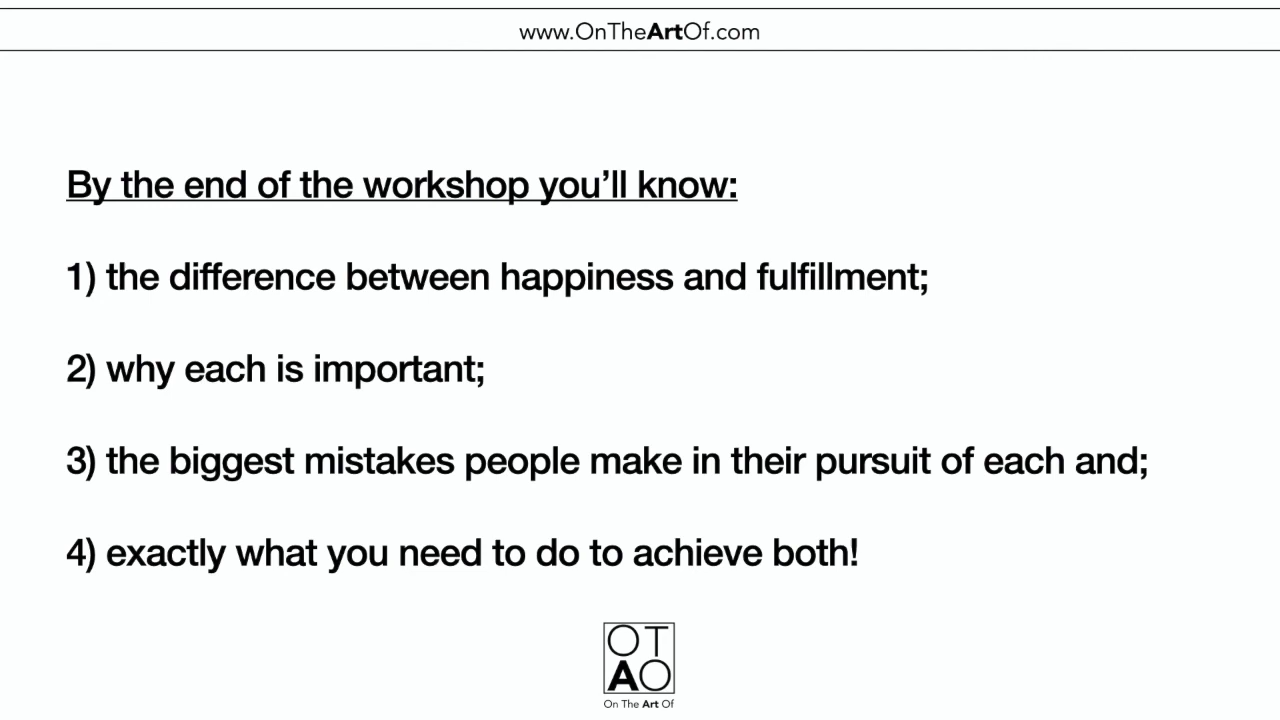 www.OnTheArtOf.com
By the end of the workshop you’ll know:
1) the difference between happiness and fulfillment;
2) why each is important;
3) the biggest mistakes people make in their pursuit of each and;
4) exactly what you need to do to achieve both!
OT
AO
On The Art Of